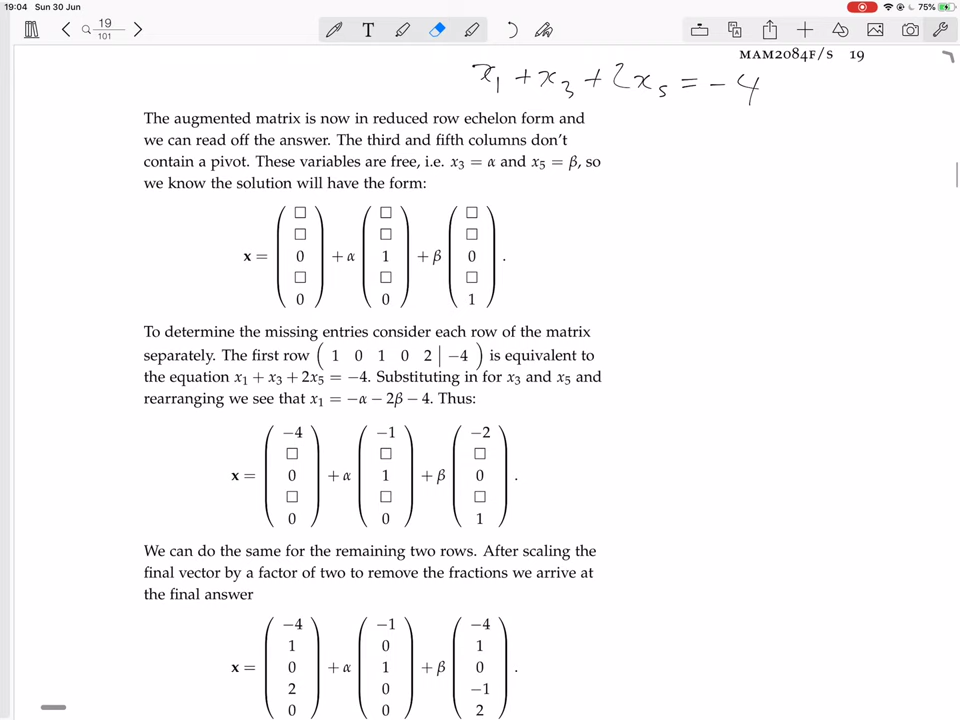 19:04 Sun 30 Jun
75%
19
101
T
MAM2084F/S 19
x₁ + x₃ + 2x₅ = −4
The augmented matrix is now in reduced row echelon form and
we can read off the answer. The third and fifth columns don't
contain a pivot. These variables are free, i.e. x₃ = α and x₅ = β, so
we know the solution will have the form:
□ □ □
□ □ □
x = 0 + α 1 + β 0 .
□ □ □
0 0 1
To determine the missing entries consider each row of the matrix
separately. The first row ( 1 0 1 0 2 | −4 ) is equivalent to
the equation x₁ + x₃ + 2x₅ = −4. Substituting in for x₃ and x₅ and
rearranging we see that x₁ = −α − 2β − 4. Thus:
−4 −1 −2
□ □ □
x = 0 + α 1 + β 0 .
□ □ □
0 0 1
We can do the same for the remaining two rows. After scaling the
final vector by a factor of two to remove the fractions we arrive at
the final answer
−4 −1 −4
1 0 1
x = 0 + α 1 + β 0 .
2 0 −1
0 0 2